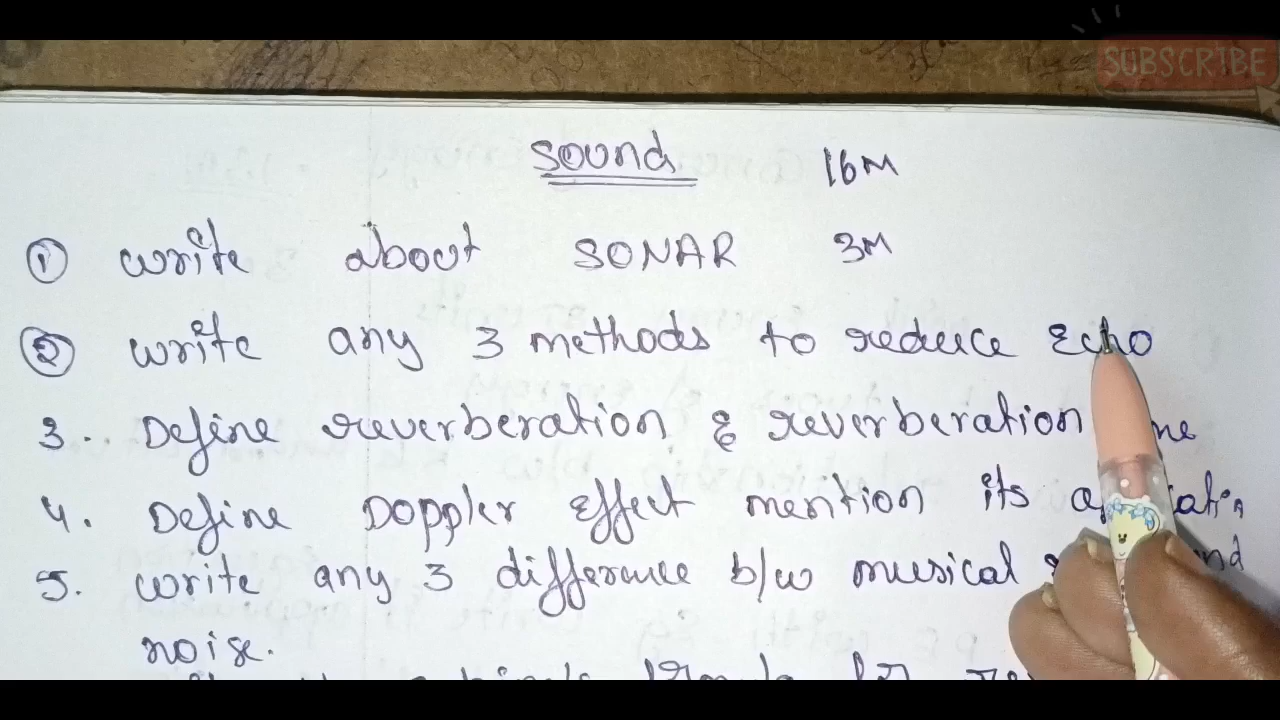 SUBSCRIBE
Sound 16M
① write about SONAR 3M
② write any 3 methods to reduce Echo
3. Define reverberation & reverberation
4. Define Doppler Effect mention its
5. write any 3 difference b/w musical
noise.